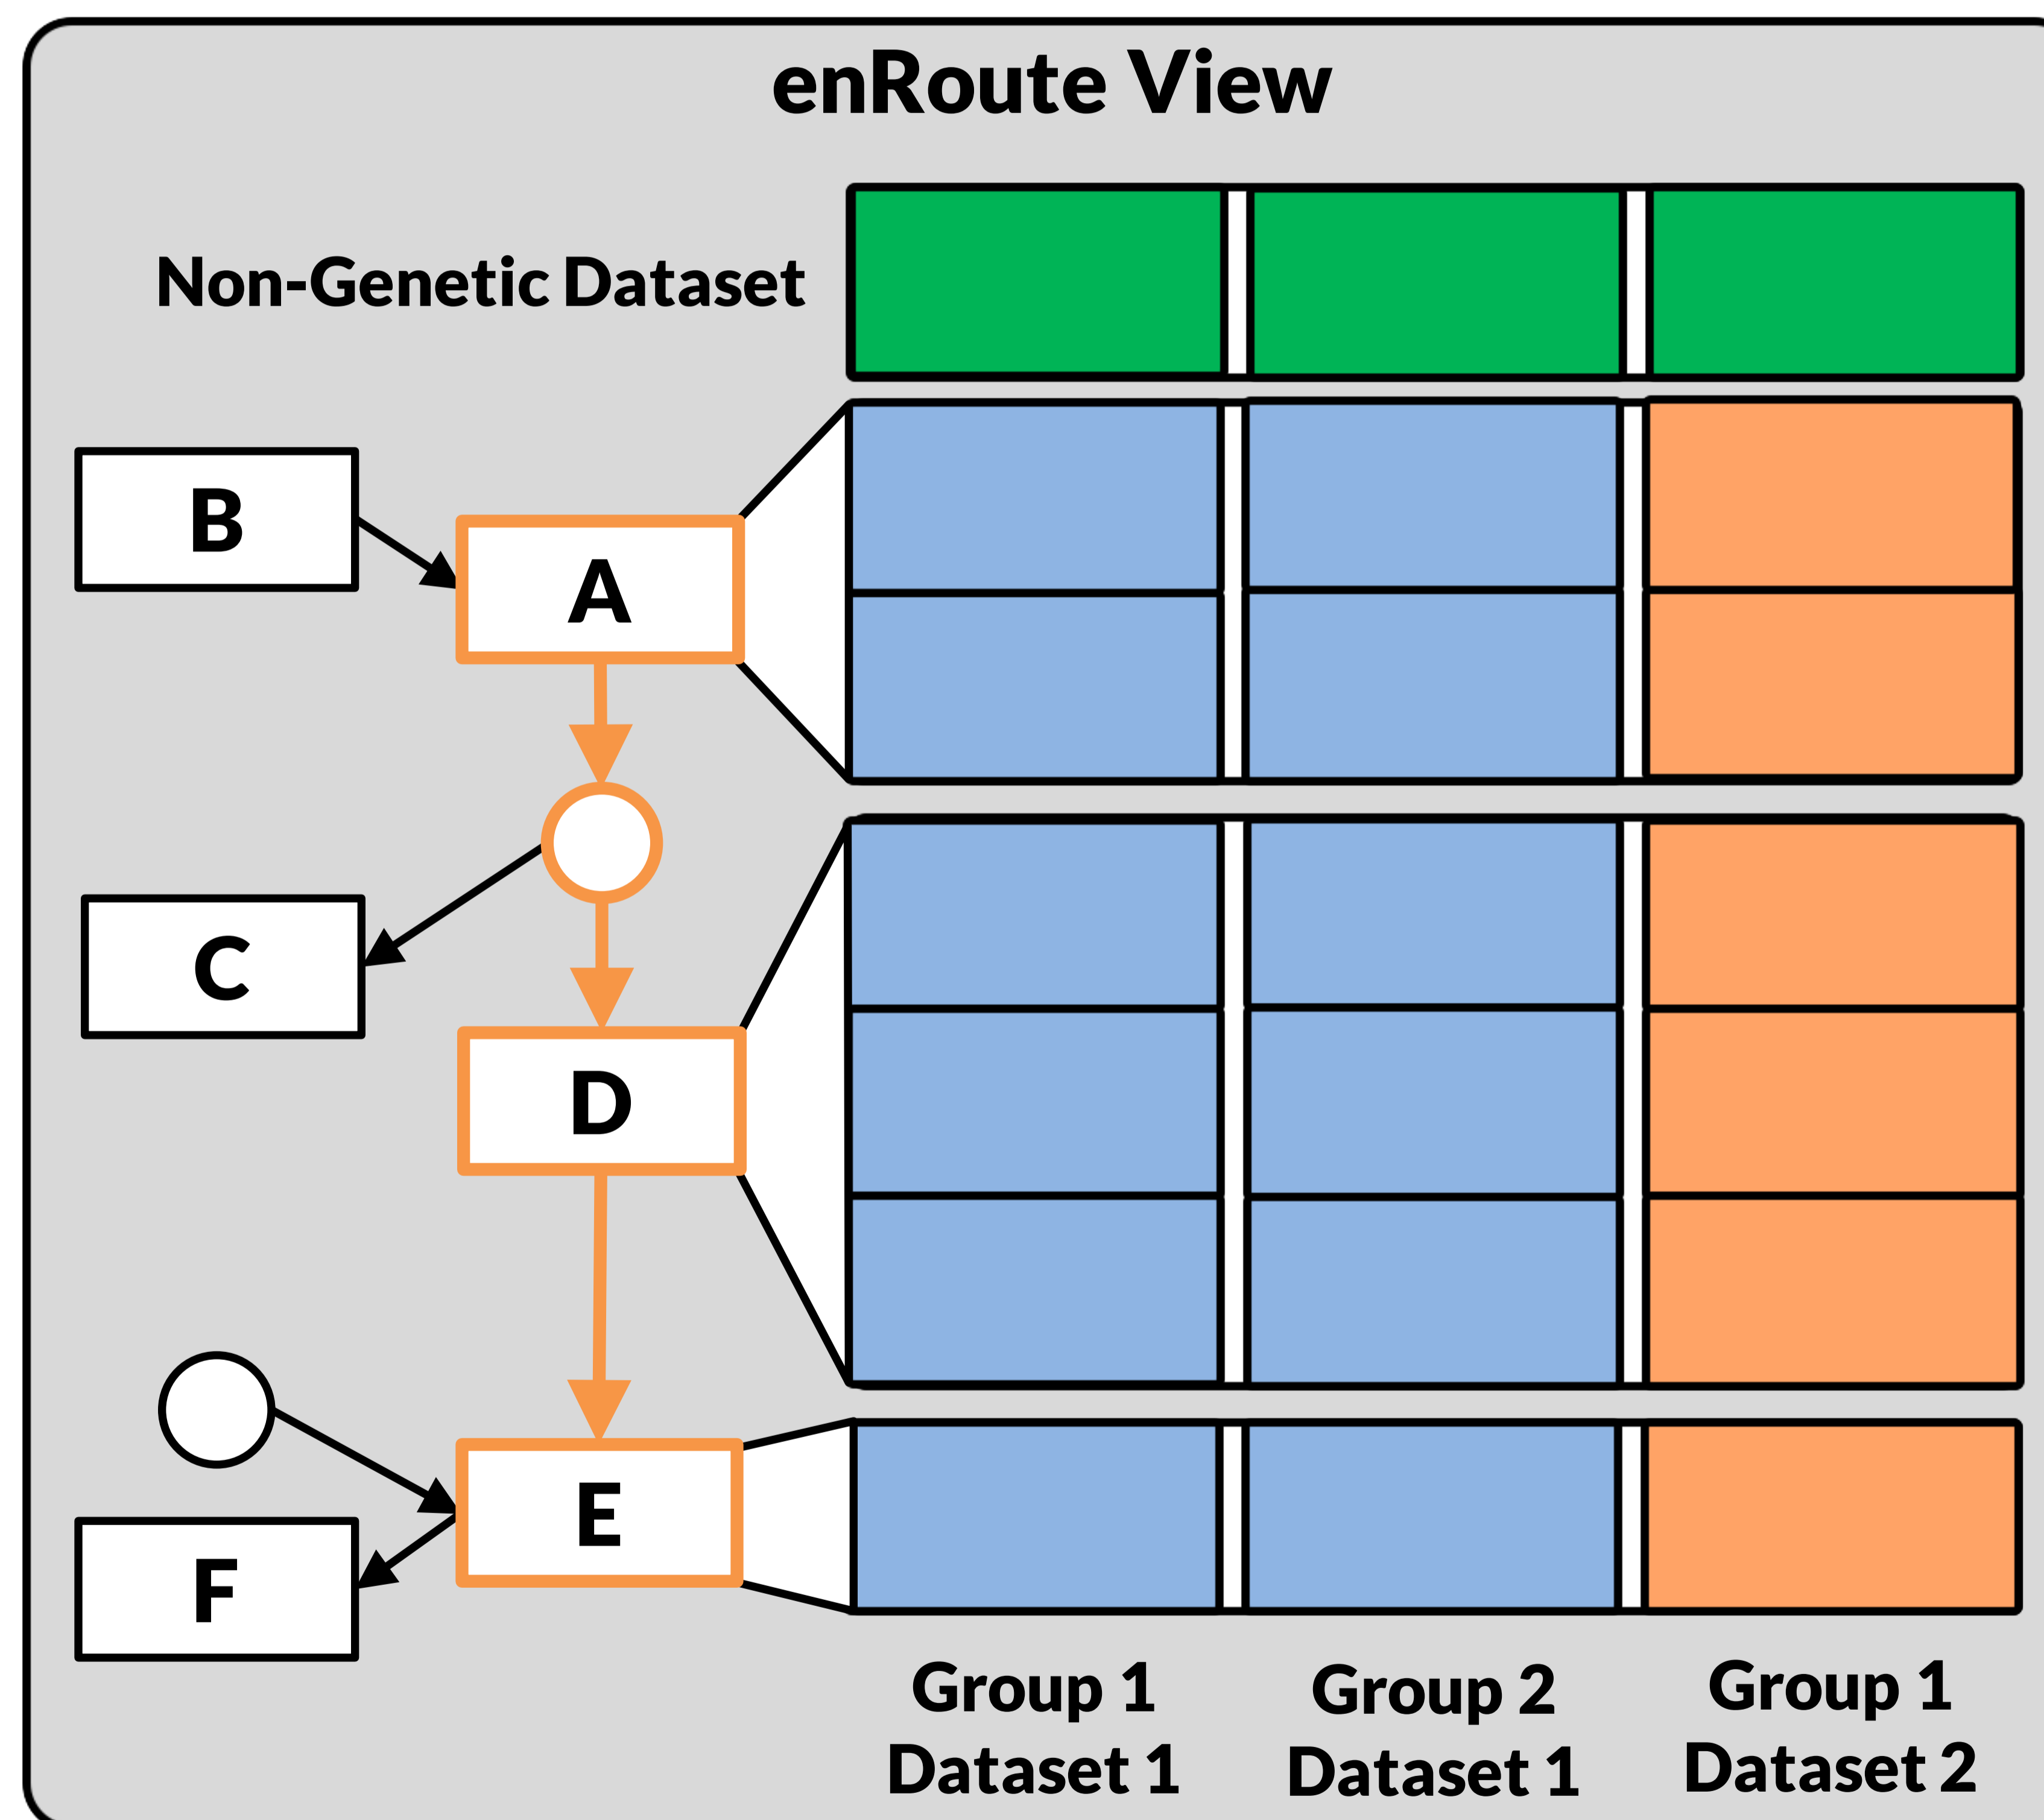 enRoute View
Non-Genetic Dataset
B
A
C
D
E
F
Group 1
Dataset 1
Group 2
Dataset 1
Group 1
Dataset 2